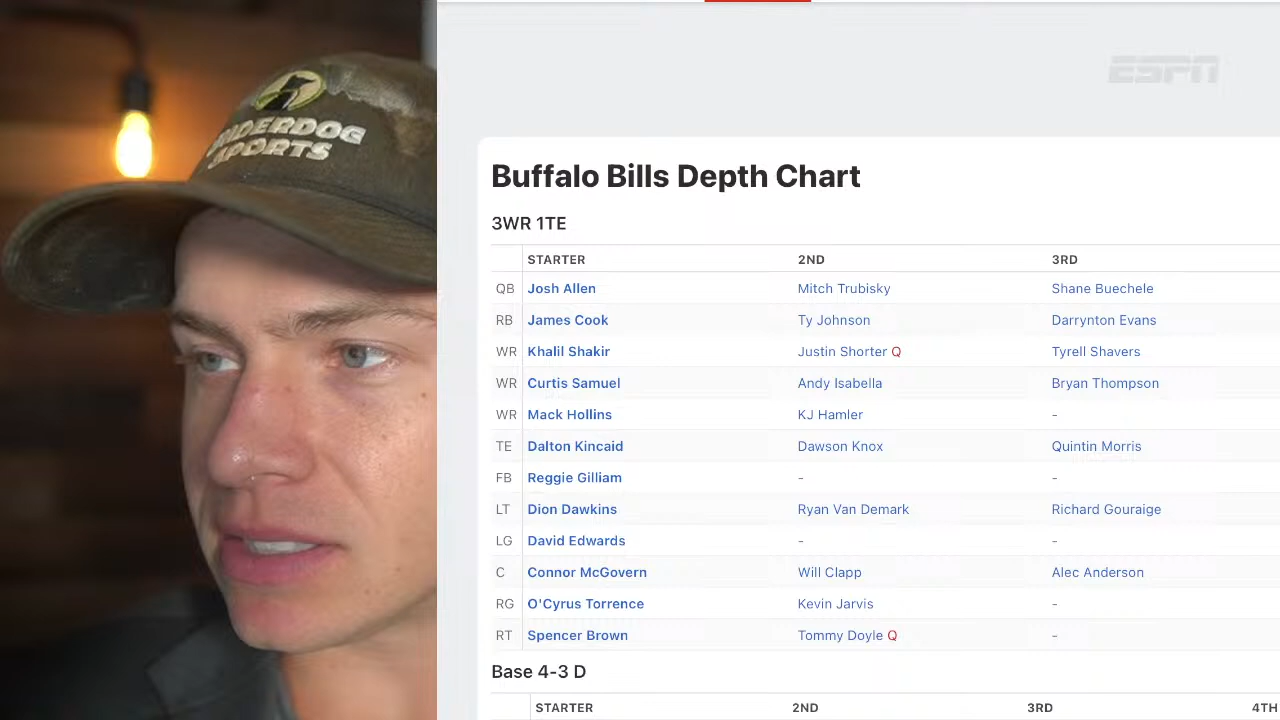 UNDERDOG
SPORTS
ESPN
Buffalo Bills Depth Chart
3WR 1TE
STARTER 2ND 3RD
QB Josh Allen Mitch Trubisky Shane Buechele
RB James Cook Ty Johnson Darrynton Evans
WR Khalil Shakir Justin Shorter Q Tyrell Shavers
WR Curtis Samuel Andy Isabella Bryan Thompson
WR Mack Hollins KJ Hamler -
TE Dalton Kincaid Dawson Knox Quintin Morris
FB Reggie Gilliam - -
LT Dion Dawkins Ryan Van Demark Richard Gouraige
LG David Edwards - -
C Connor McGovern Will Clapp Alec Anderson
RG O'Cyrus Torrence Kevin Jarvis -
RT Spencer Brown Tommy Doyle Q -
Base 4-3 D
STARTER 2ND 3RD 4TH